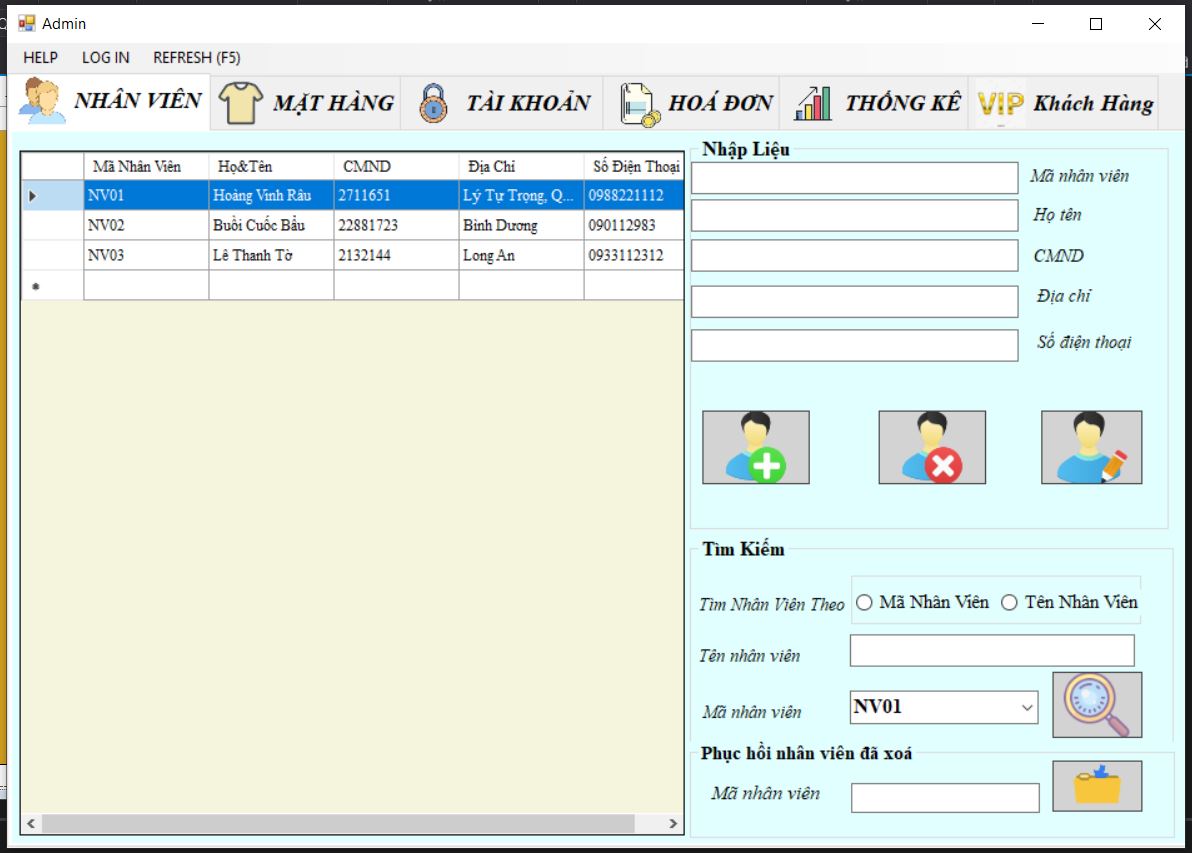 Admin
HELP LOG IN REFRESH (F5)
NHÂN VIÊN MẶT HÀNG TÀI KHOẢN HOÁ ĐƠN THỐNG KÊ VIP Khách Hàng
Mã Nhân Viên Họ&Tên CMND Địa Chỉ Số Điện Thoại
NV01 Hoàng Vinh Râu 2711651 Lý Tự Trọng, Q... 0988221112
NV02 Buồi Cuốc Bẩu 22881723 Bình Dương 090112983
NV03 Lê Thanh Tờ 2132144 Long An 0933112312
Nhập Liệu
Mã nhân viên
Họ tên
CMND
Địa chỉ
Số điện thoại
Tìm Kiếm
Tìm Nhân Viên Theo Mã Nhân Viên Tên Nhân Viên
Tên nhân viên
Mã nhân viên NV01
Phục hồi nhân viên đã xoá
Mã nhân viên